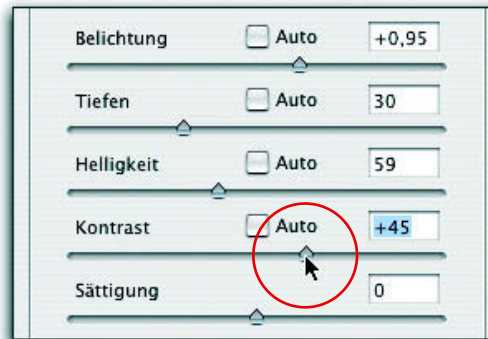 Belichtung Auto +0,95
Tiefen Auto 30
Helligkeit Auto 59
Kontrast Auto +45
Sättigung 0